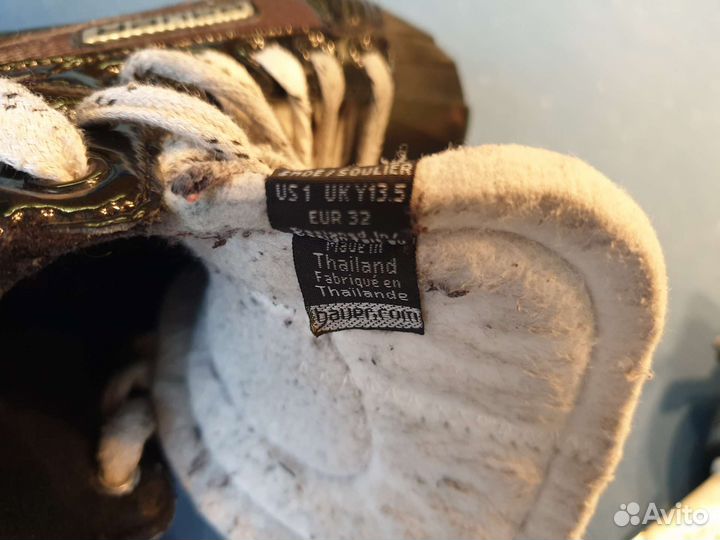 SHOE / SOULIER
US 1 UK Y13.5
EUR 32
Made in
Thailand
Fabriqué en
Thaïlande
bauer.com
Avito